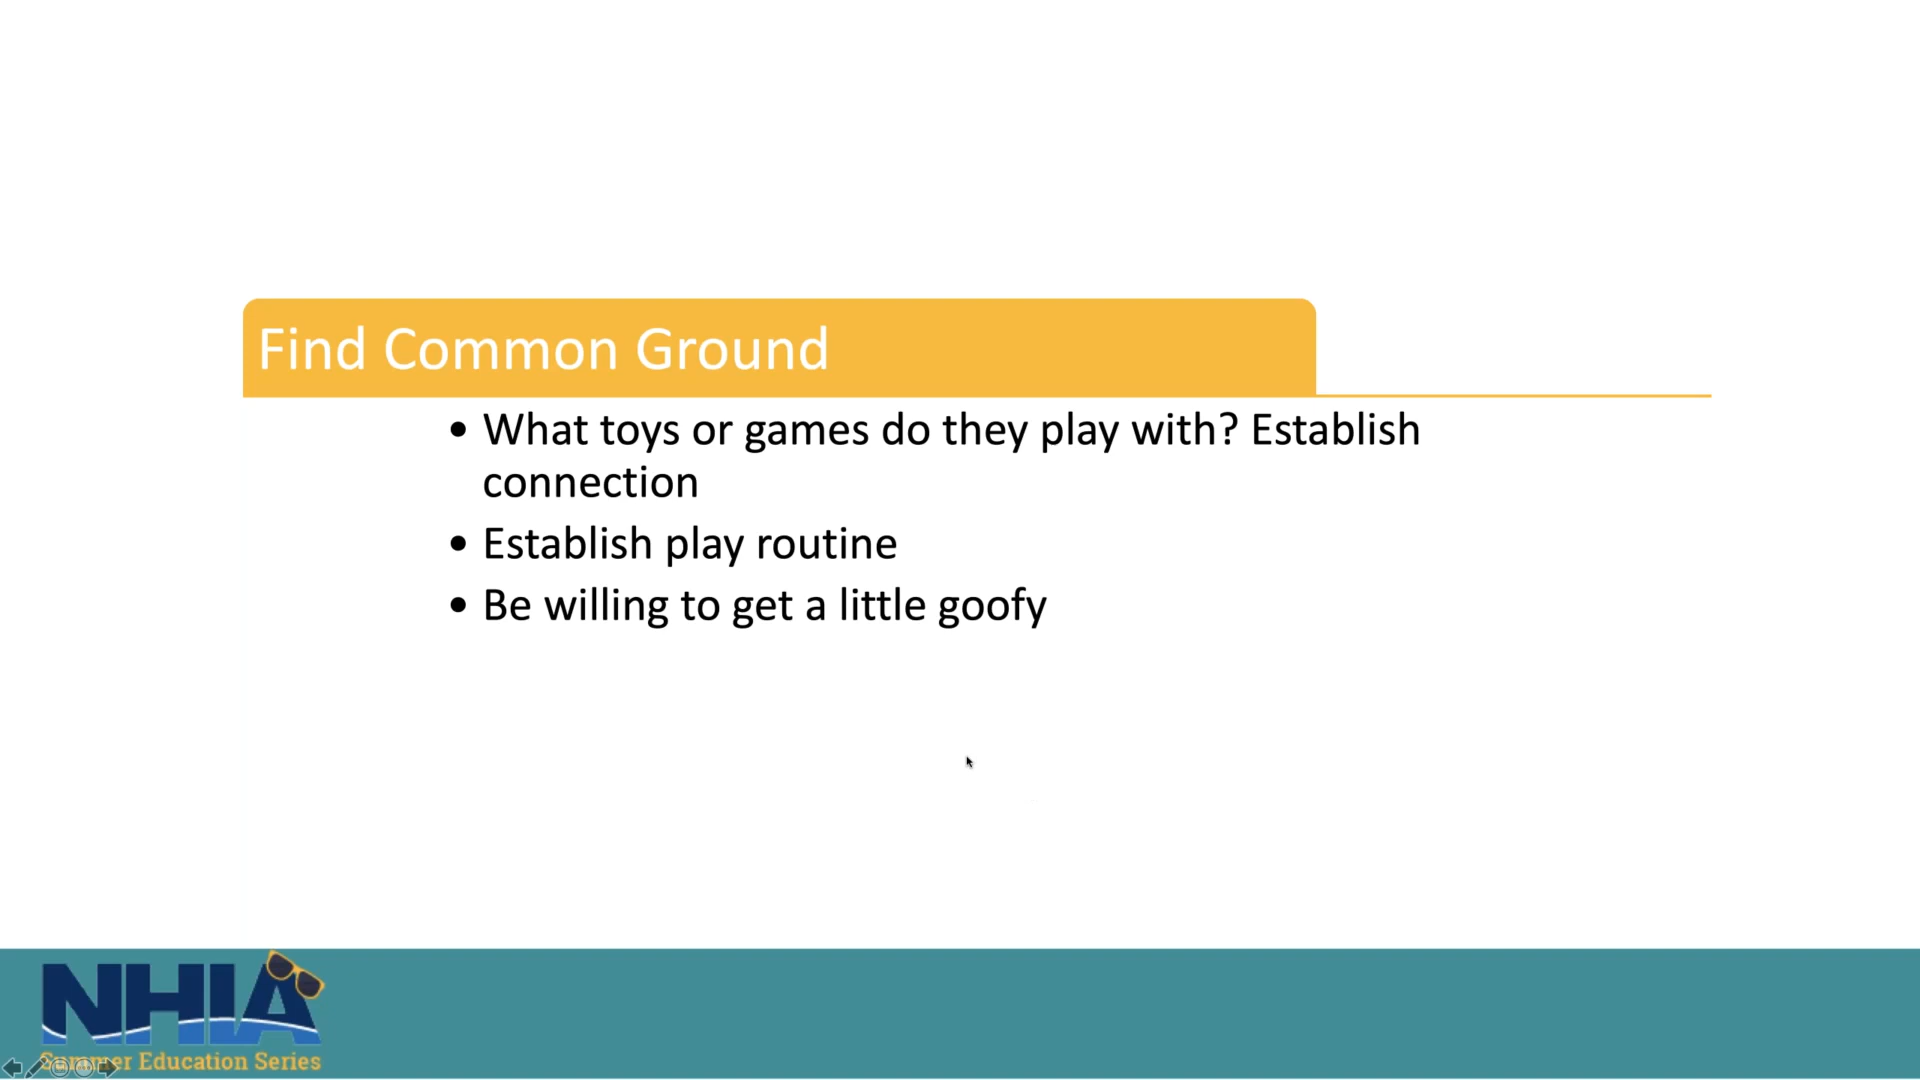 Find Common Ground
• What toys or games do they play with? Establish
connection
• Establish play routine
• Be willing to get a little goofy
NHIA
Summer Education Series